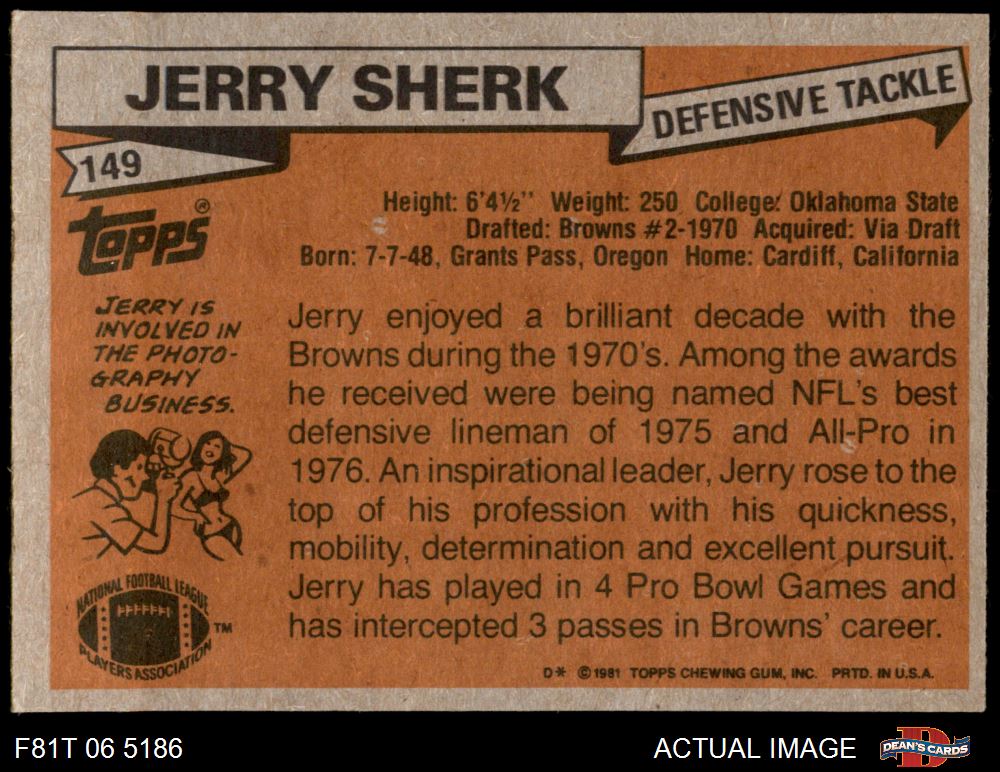 JERRY SHERK
DEFENSIVE TACKLE
149
Topps®
Height: 6'4½" Weight: 250 College: Oklahoma State
Drafted: Browns #2-1970 Acquired: Via Draft
Born: 7-7-48, Grants Pass, Oregon Home: Cardiff, California
JERRY IS
INVOLVED IN
THE PHOTO-
GRAPHY
BUSINESS.
Jerry enjoyed a brilliant decade with the
Browns during the 1970's. Among the awards
he received were being named NFL's best
defensive lineman of 1975 and All-Pro in
1976. An inspirational leader, Jerry rose to the
top of his profession with his quickness,
mobility, determination and excellent pursuit.
Jerry has played in 4 Pro Bowl Games and
has intercepted 3 passes in Browns' career.
NATIONAL FOOTBALL LEAGUE
PLAYERS ASSOCIATION
TM
D* ©1981 TOPPS CHEWING GUM, INC. PRTD. IN U.S.A.
F81T 06 5186
ACTUAL IMAGE
D
DEAN'S CARDS